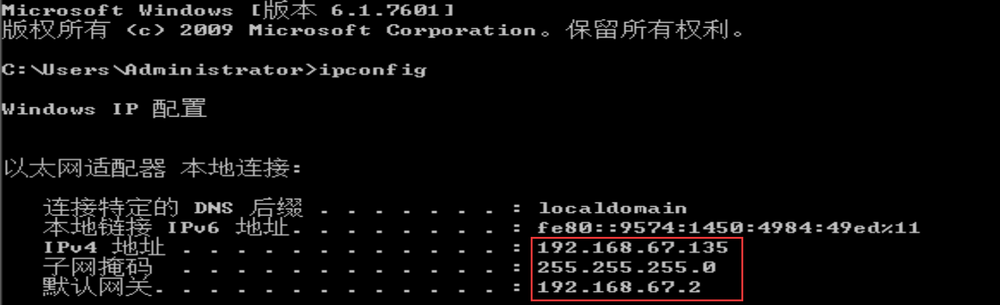 Microsoft Windows [版本 6.1.7601]
版权所有 (c) 2009 Microsoft Corporation。保留所有权利。
C:\Users\Administrator>ipconfig
Windows IP 配置
以太网适配器 本地连接:
连接特定的 DNS 后缀 . . . . . . . : localdomain
本地链接 IPv6 地址. . . . . . . . : fe80::9574:1450:4984:49ed%11
IPv4 地址 . . . . . . . . . . . . : 192.168.67.135
子网掩码  . . . . . . . . . . . . : 255.255.255.0
默认网关. . . . . . . . . . . . . : 192.168.67.2